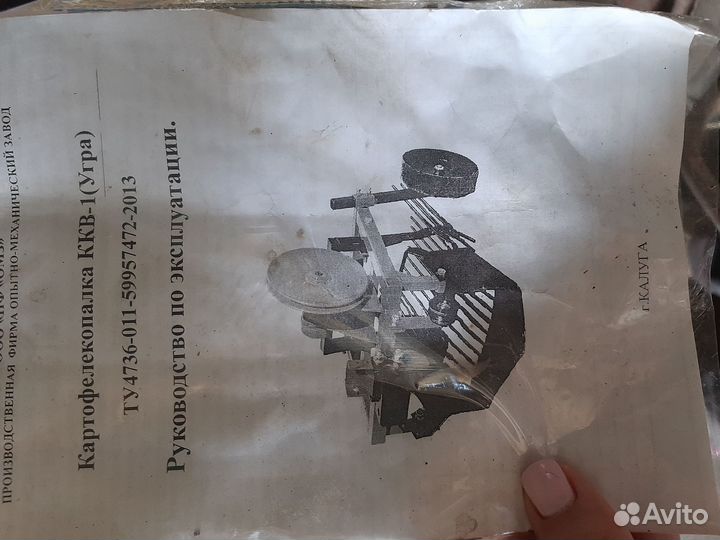 ПРОИЗВОДСТВЕННАЯ ФИРМА ОПЫТНО-МЕХАНИЧЕСКИЙ ЗАВОД
Картофелекопалка ККВ-1(Угра)
ТУ4736-011-59957472-2013
Руководство по эксплуатации.
г.КАЛУГА
Avito